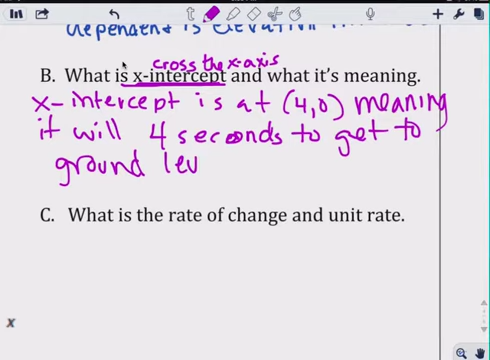 dependent is elevation
cross the x-axis
B. What is x-intercept and what it's meaning.
x-intercept is at (4,0) meaning
it will 4 seconds to get to
ground lev
C. What is the rate of change and unit rate.
x